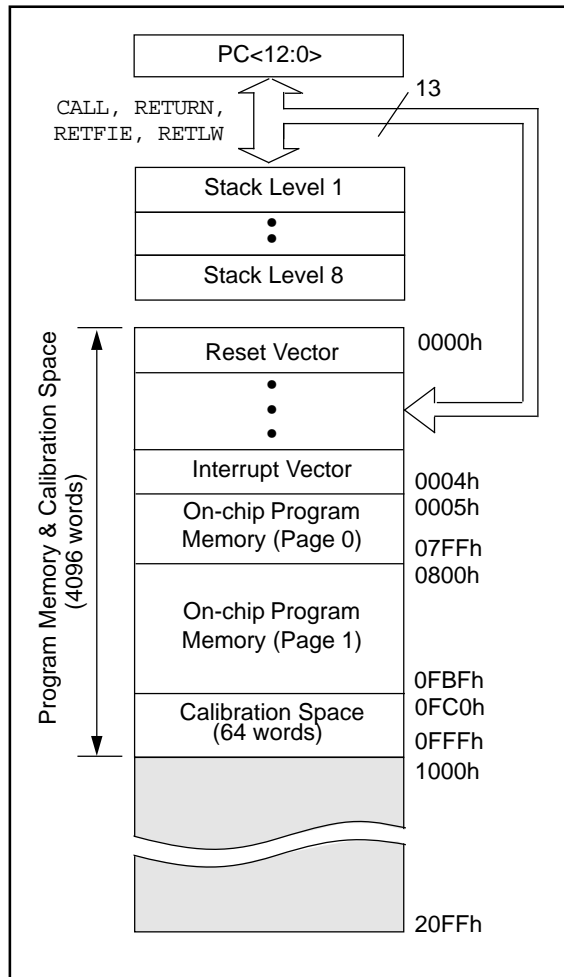 PC<12:0>
13
CALL, RETURN,
RETFIE, RETLW
Stack Level 1
Stack Level 8
Program Memory & Calibration Space
(4096 words)
Reset Vector
0000h
Interrupt Vector
0004h
0005h
On-chip Program
Memory (Page 0)
07FFh
0800h
On-chip Program
Memory (Page 1)
0FBFh
0FC0h
Calibration Space
(64 words)
0FFFh
1000h
20FFh